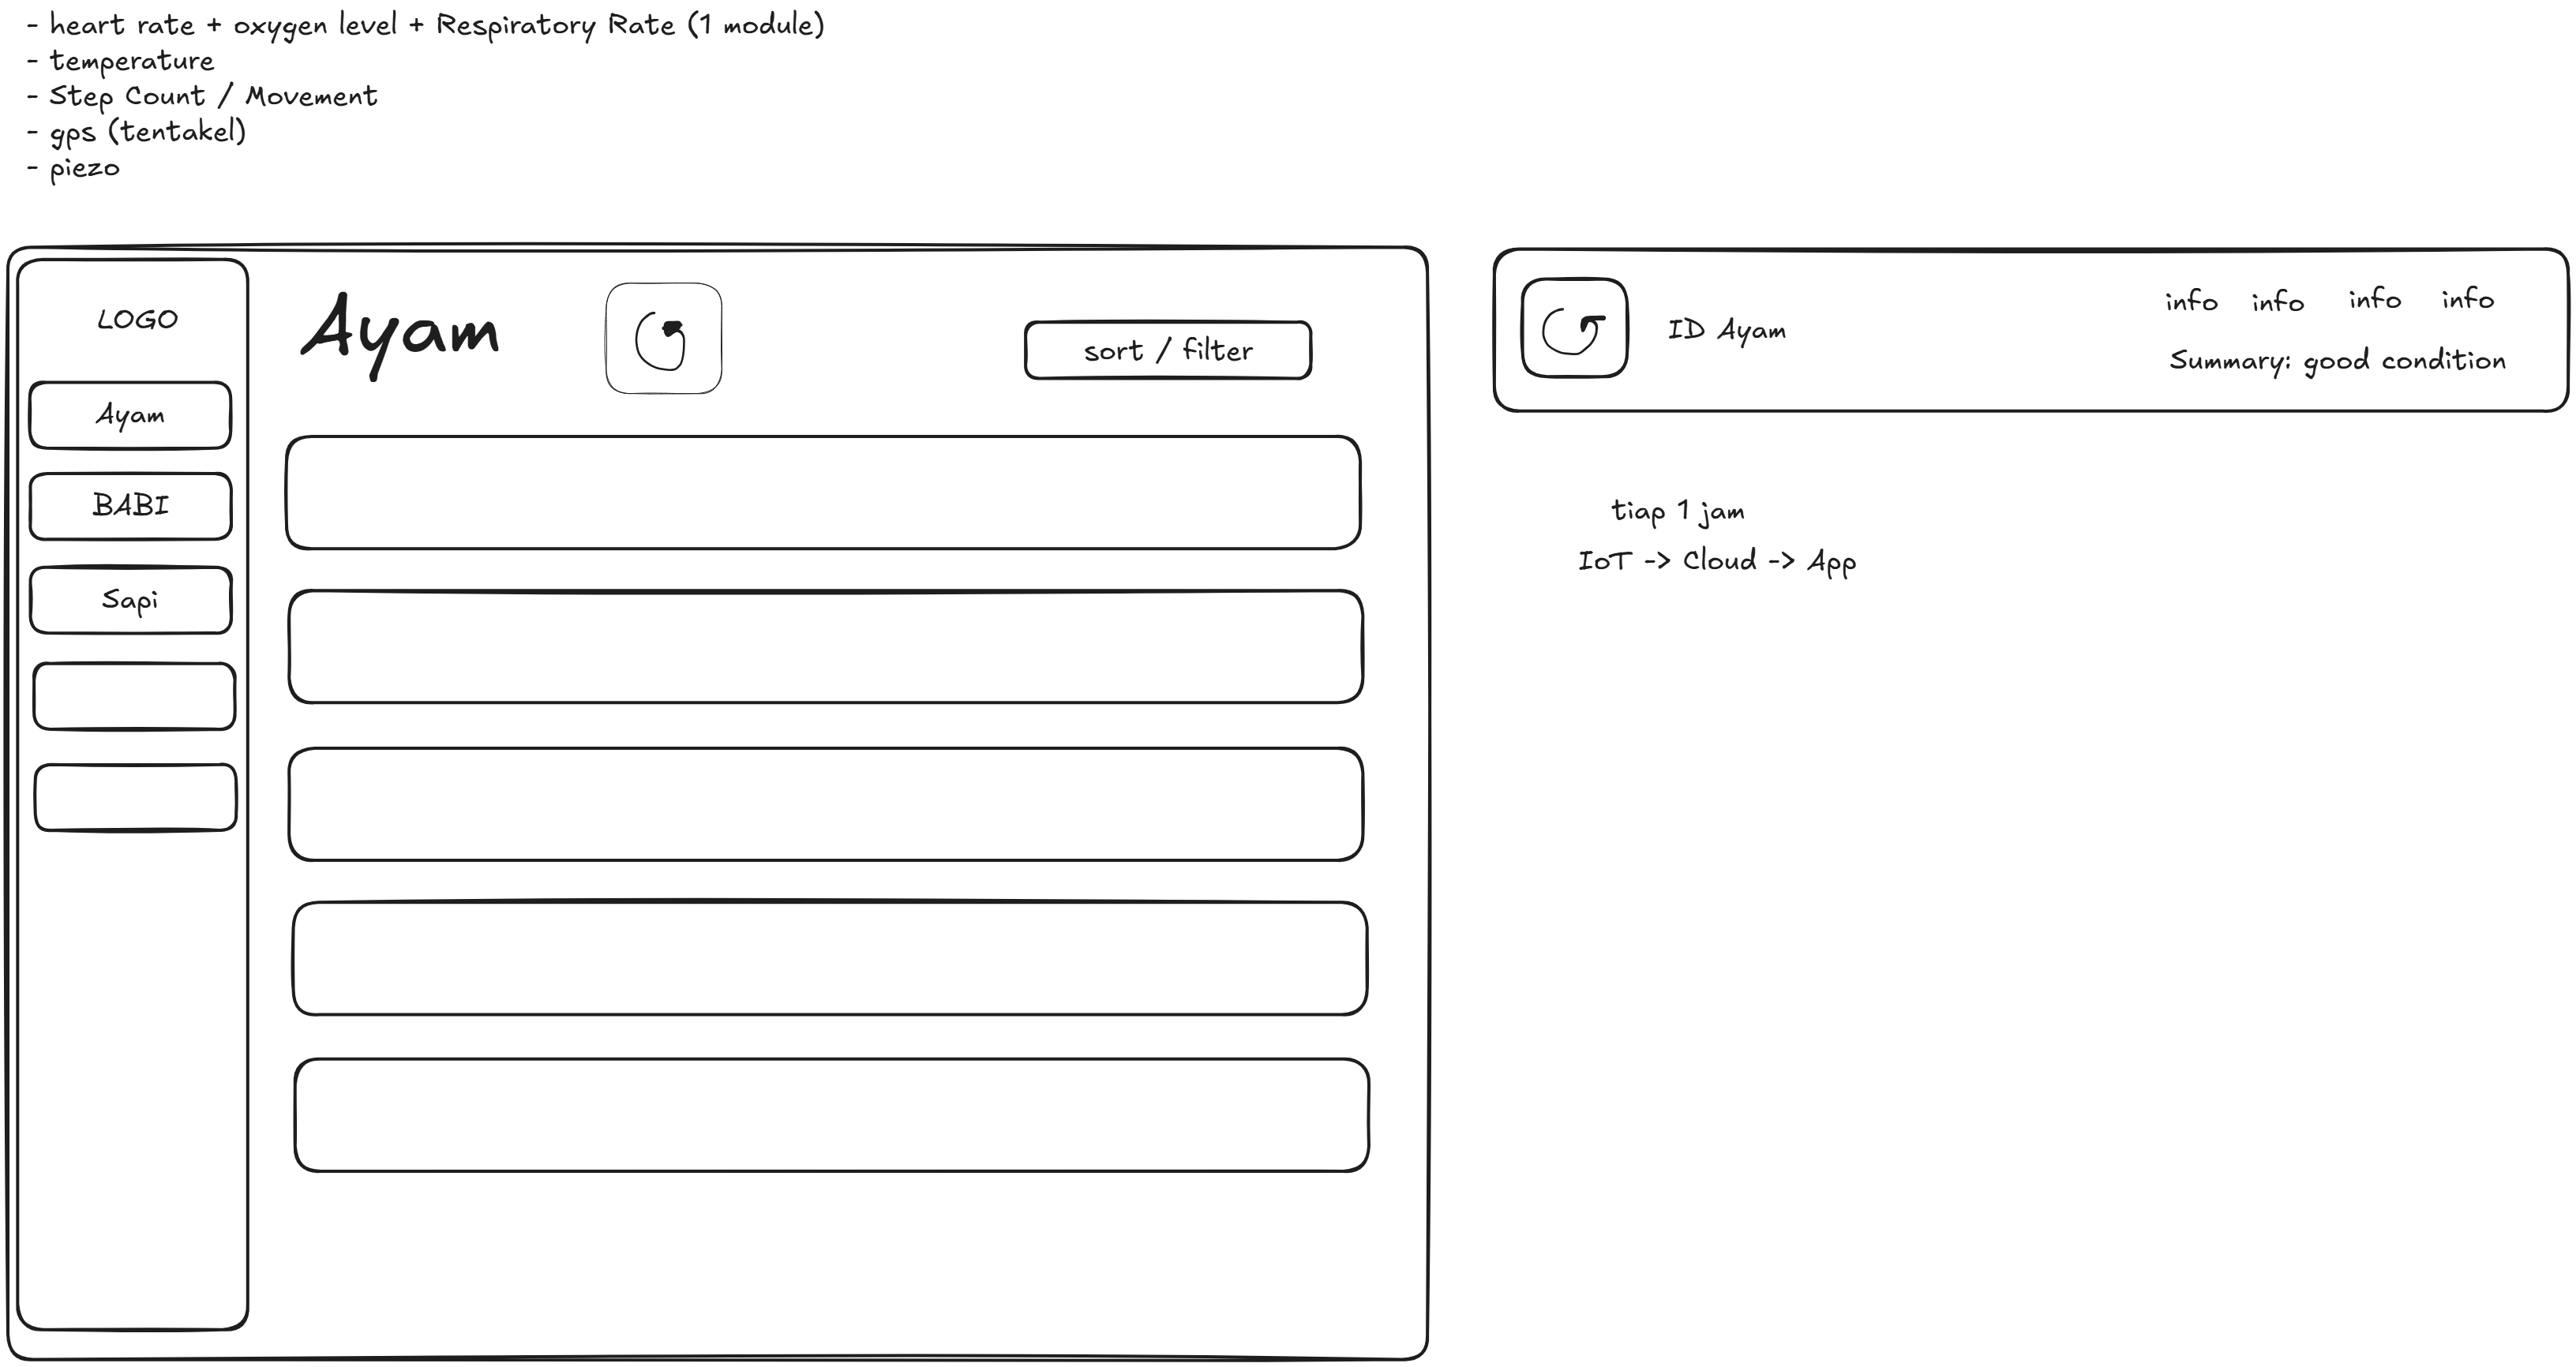 - heart rate + oxygen level + Respiratory Rate (1 module)
- temperature
- Step Count / Movement
- gps (tentakel)
- piezo
LOGO
Ayam
BABI
Sapi
Ayam
sort / filter
ID Ayam
info info info info
Summary: good condition
tiap 1 jam
IoT -> Cloud -> App